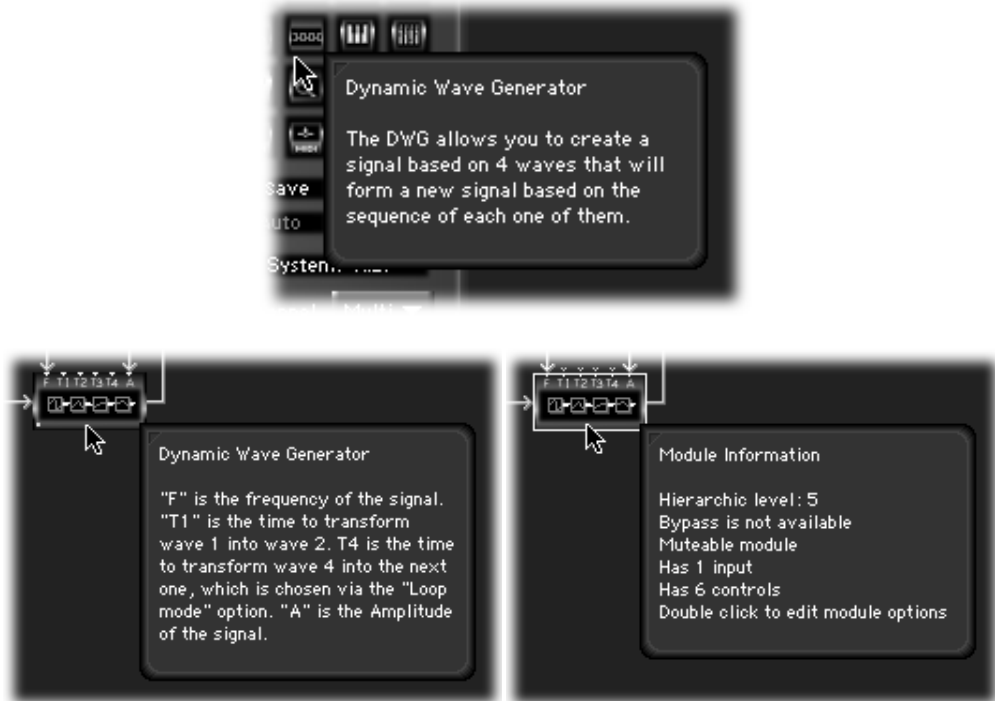 MIDI
Dynamic Wave Generator
The DWG allows you to create a
signal based on 4 waves that will
form a new signal based on the
sequence of each one of them.
Save
System:
F T1 T2 T3 T4 A
Dynamic Wave Generator
"F" is the frequency of the signal.
"T1" is the time to transform
wave 1 into wave 2. T4 is the time
to transform wave 4 into the next
one, which is chosen via the "Loop
mode" option. "A" is the Amplitude
of the signal.
F T1 T2 T3 T4 A
Module Information
Hierarchic level: 5
Bypass is not available
Muteable module
Has 1 input
Has 6 controls
Double click to edit module options